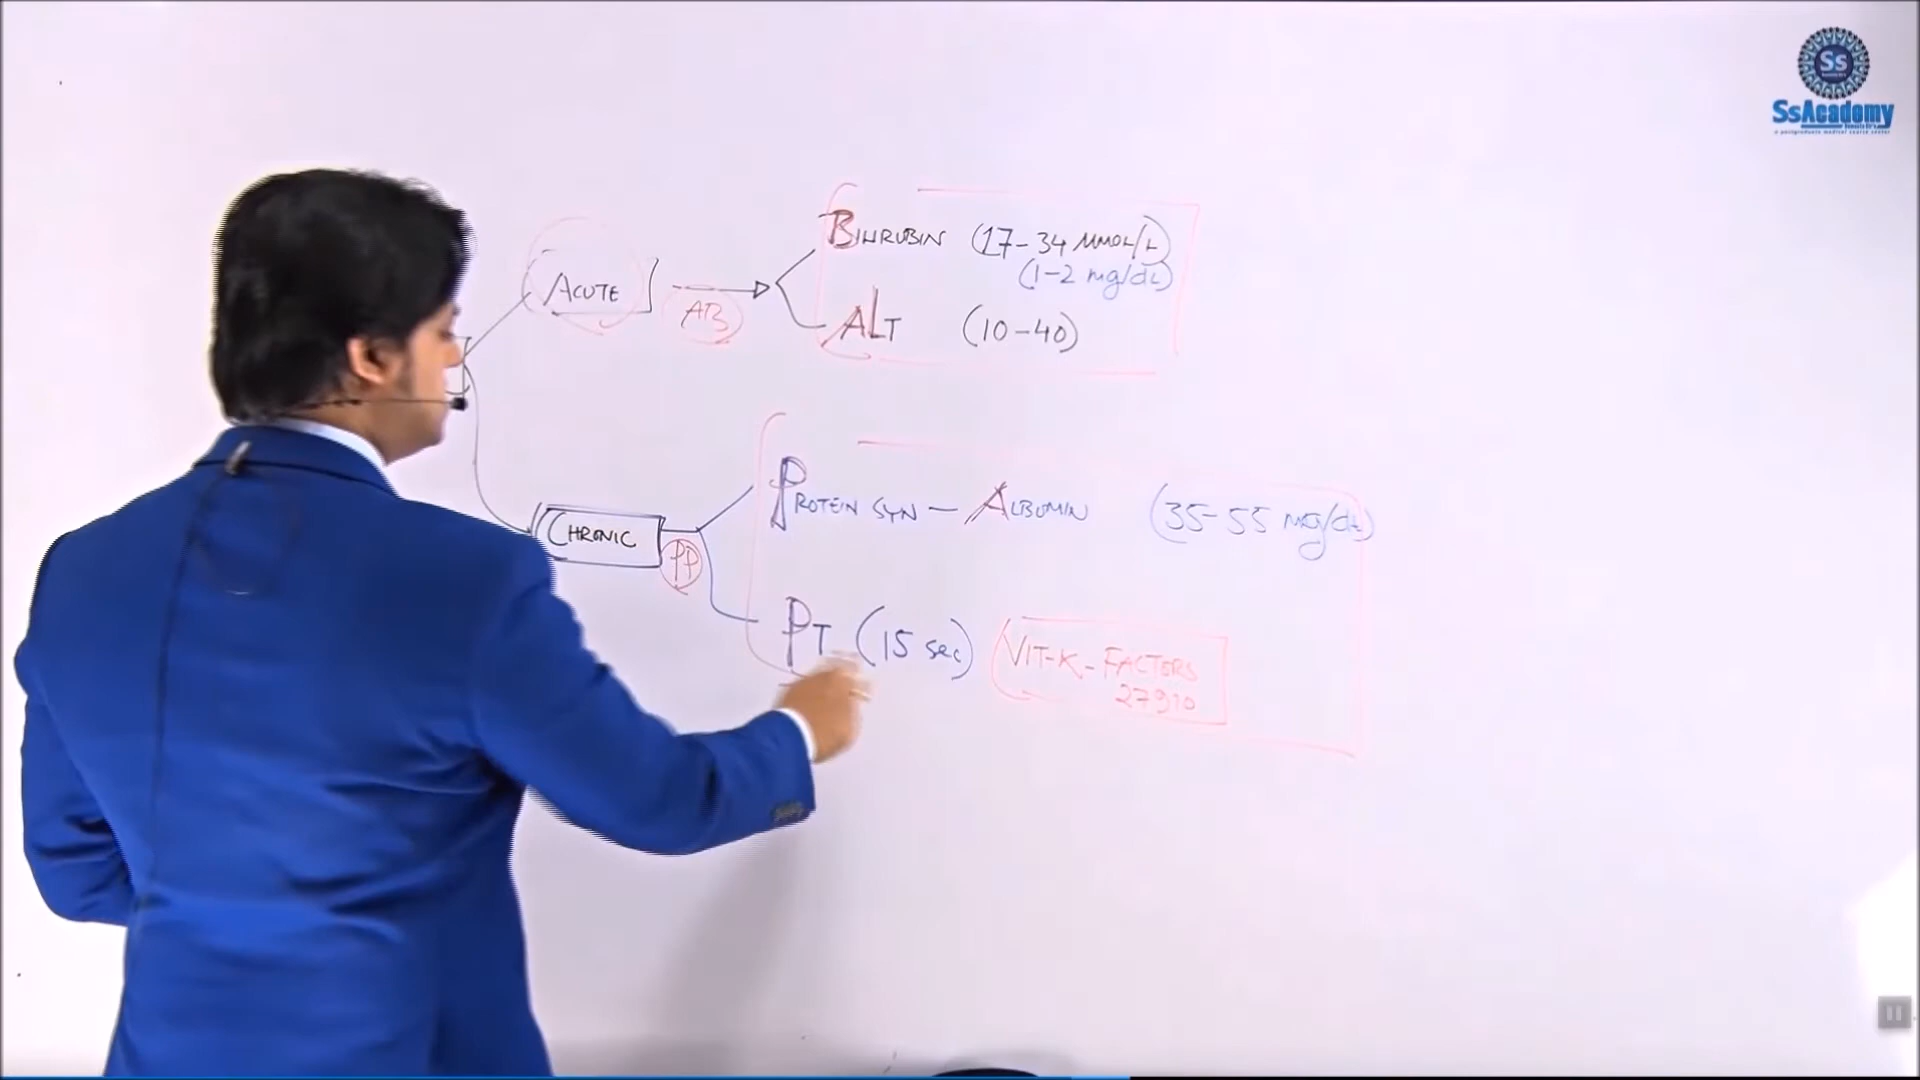 Ss
SsAcademy
BILIRUBIN (17-34 MMOL/L)
(1-2 mg/dL)
ACUTE
AB
ALT (10-40)
PROTEIN SYN - ALBUMIN (35-55 mg/dL)
CHRONIC
PP
PT (15 sec)
VIT-K- FACTORS
27910